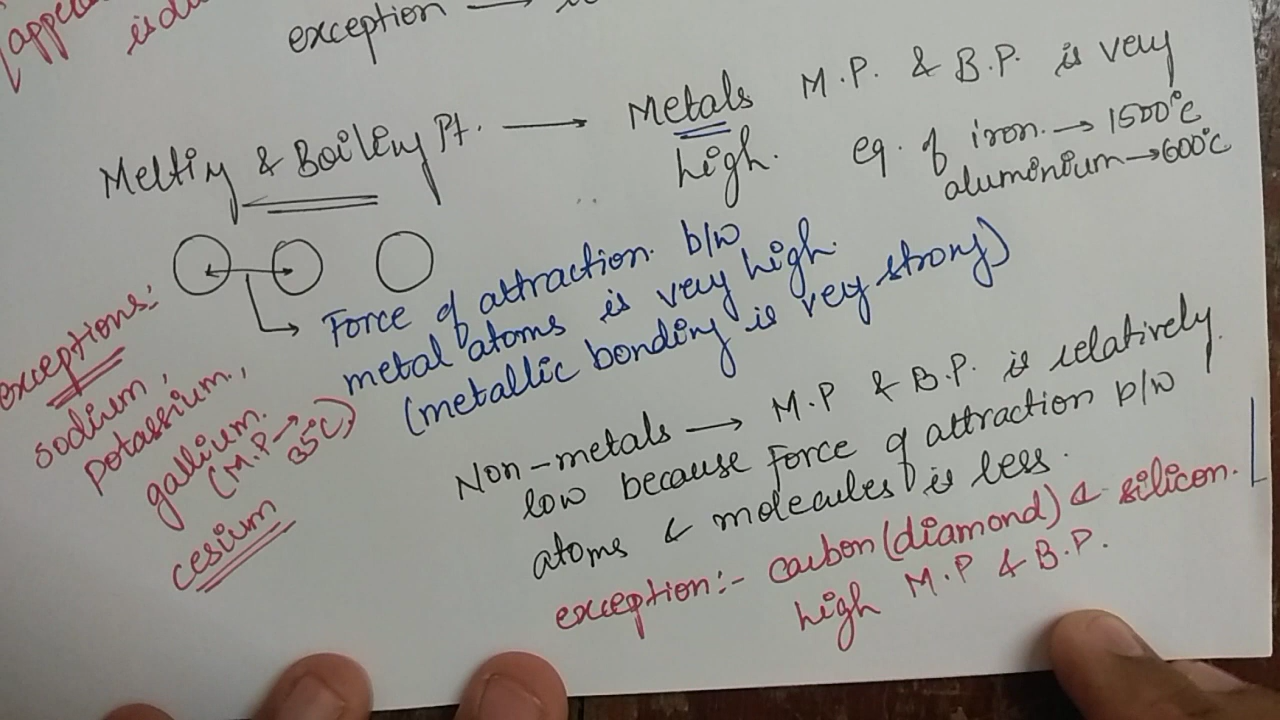 exception →
Melting & Boiling Pt. → Metals M.P. & B.P. is very
high. eg. of iron. → 1500°C
aluminium → 600°C
Force of attraction. b/w
metal atoms is very high.
(metallic bonding is very strong)
exceptions:
sodium,
potassium,
gallium.
(M.P → 35C)
cesium
Non-metals → M.P & B.P. is relatively
low because force of attraction b/w
atoms & molecules is less.
exception:- carbon (diamond) & silicon.
high M.P & B.P.